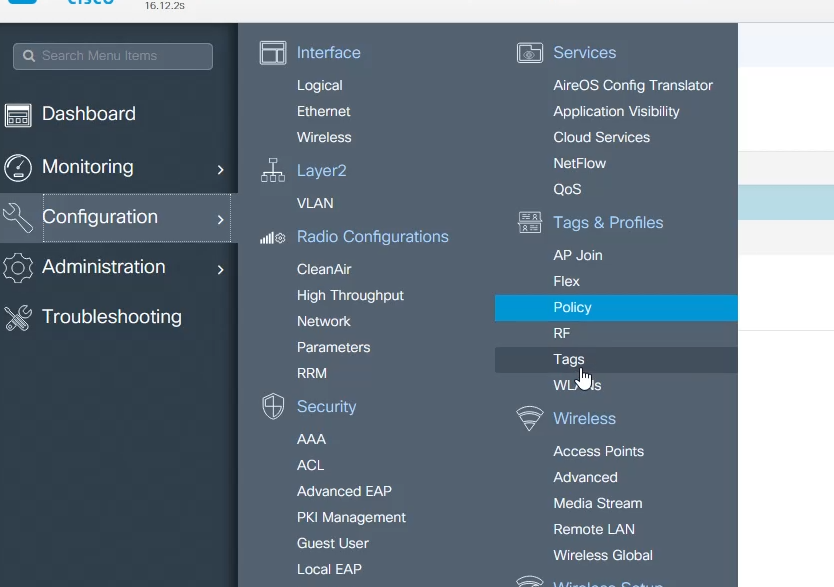 cisco
16.12.2s
Search Menu Items
Dashboard
Monitoring
Configuration
Administration
Troubleshooting
Interface
Logical
Ethernet
Wireless
Layer2
VLAN
Radio Configurations
CleanAir
High Throughput
Network
Parameters
RRM
Security
AAA
ACL
Advanced EAP
PKI Management
Guest User
Local EAP
Services
AireOS Config Translator
Application Visibility
Cloud Services
NetFlow
QoS
Tags & Profiles
AP Join
Flex
Policy
RF
Tags
WLANs
Wireless
Access Points
Advanced
Media Stream
Remote LAN
Wireless Global
Wireless Setup